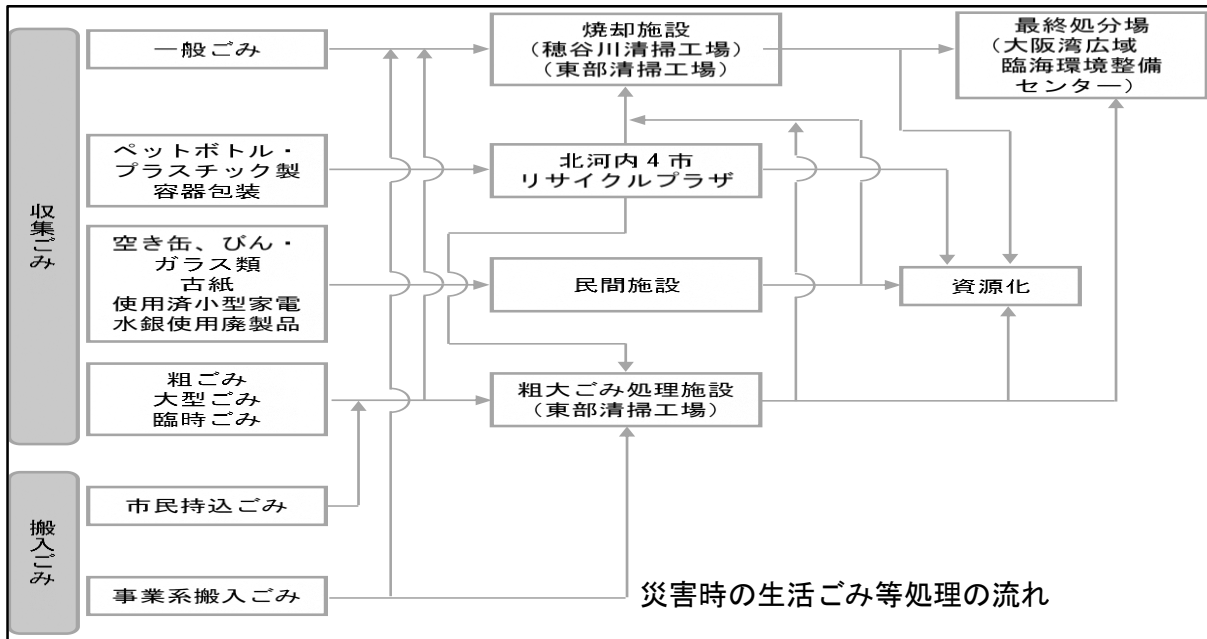 収集ごみ
一般ごみ
ペットボトル・
プラスチック製
容器包装
空き缶、びん・
ガラス類
古紙
使用済小型家電
水銀使用廃製品
粗ごみ
大型ごみ
臨時ごみ
搬入ごみ
市民持込ごみ
事業系搬入ごみ
焼却施設
（穂谷川清掃工場）
（東部清掃工場）
北河内４市
リサイクルプラザ
民間施設
粗大ごみ処理施設
（東部清掃工場）
最終処分場
（大阪湾広域
臨海環境整備
センター）
資源化
災害時の生活ごみ等処理の流れ